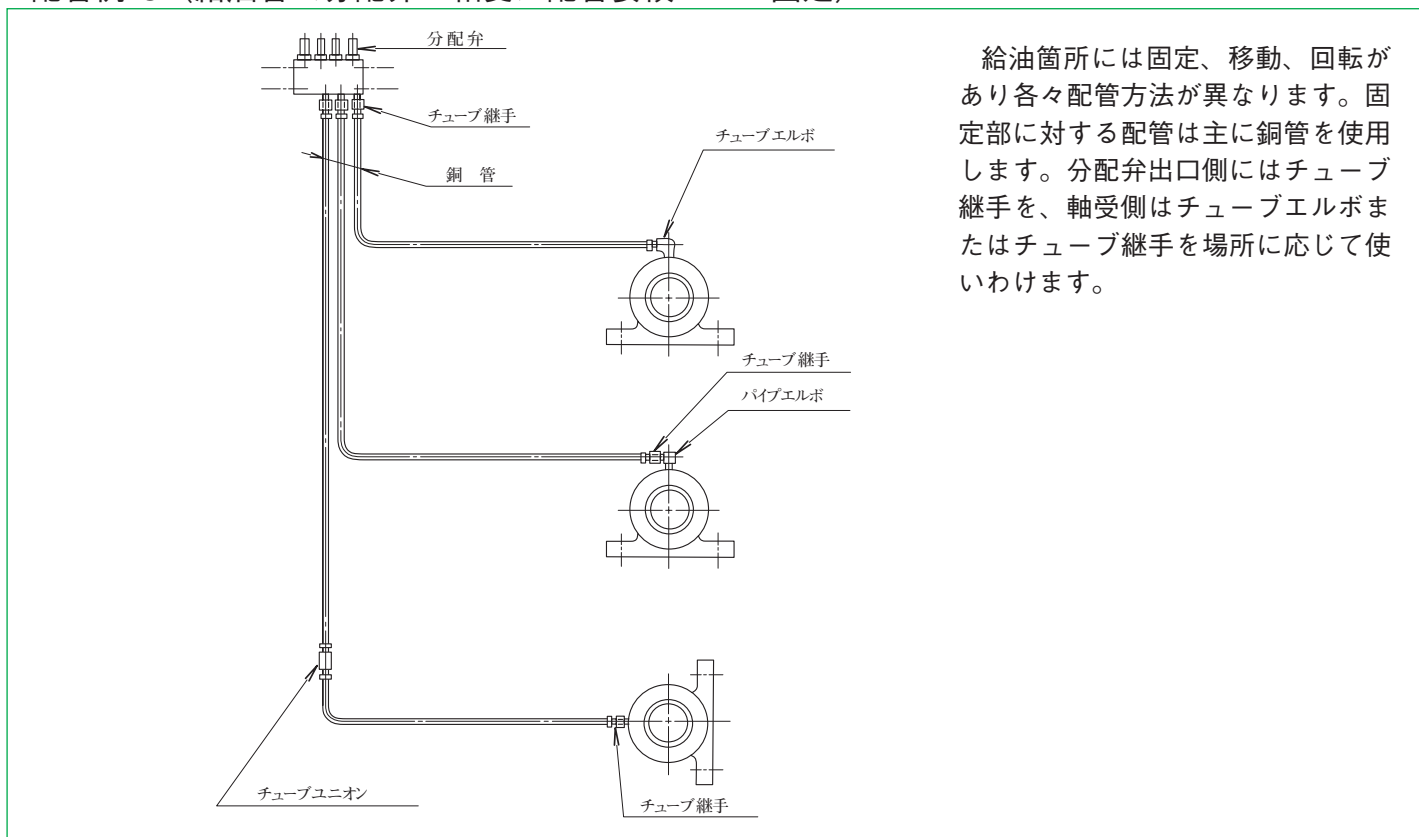 分配弁
チューブ継手
銅　管
チューブエルボ
チューブ継手
パイプエルボ
チューブユニオン
チューブ継手
給油箇所には固定、移動、回転が
あり各々配管方法が異なります。固
定部に対する配管は主に銅管を使用
します。分配弁出口側にはチューブ
継手を、軸受側はチューブエルボま
たはチューブ継手を場所に応じて使
いわけます。